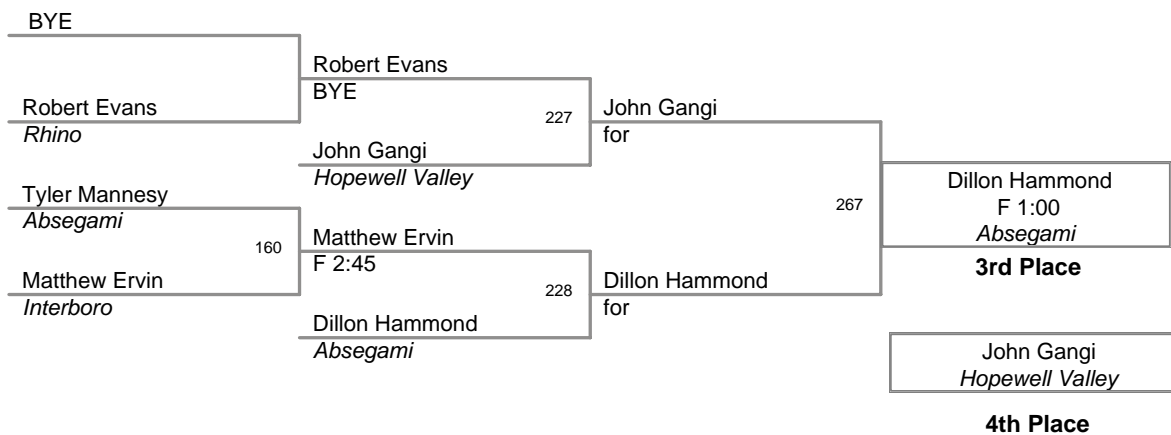 BYE
Robert Evans
BYE
Robert Evans
Rhino
227
John Gangi
for
John Gangi
Hopewell Valley
Tyler Mannesy
Absegami
160
Matthew Ervin
F 2:45
Matthew Ervin
Interboro
228
Dillon Hammond
for
Dillon Hammond
Absegami
267
Dillon Hammond
F 1:00
Absegami
3rd Place
John Gangi
Hopewell Valley
4th Place